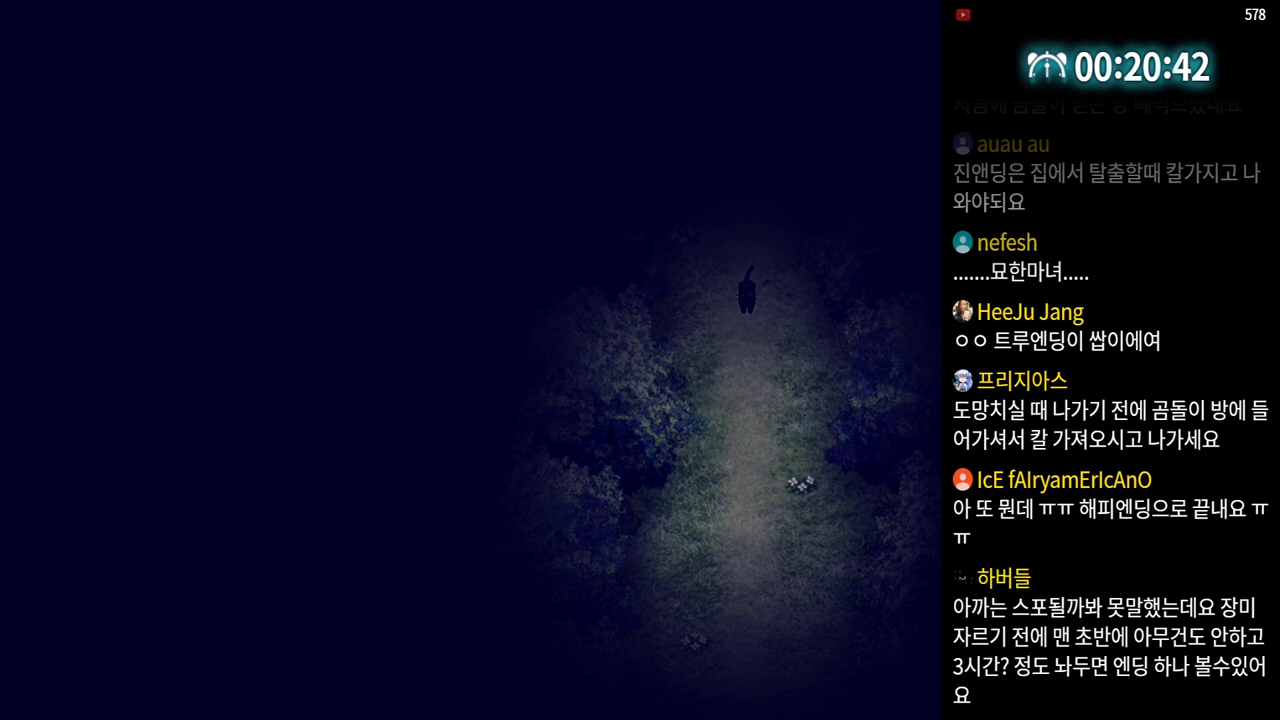 578
00:20:42
auau au
진앤딩은 집에서 탈출할때 칼가지고 나
와야되요
nefesh
.......묘한마녀.....
HeeJu Jang
ㅇㅇ 트루엔딩이 쌉이에여
프리지아스
도망치실 때 나가기 전에 곰돌이 방에 들
어가셔서 칼 가져오시고 나가세요
IcE fAIryamErIcAnO
아 또 뭔데 ㅠㅠ 해피엔딩으로 끝내요 ㅠ
ㅠ
하버들
아까는 스포될까봐 못말했는데요 장미
자르기 전에 맨 초반에 아무건도 안하고
3시간? 정도 놔두면 엔딩 하나 볼수있어
요